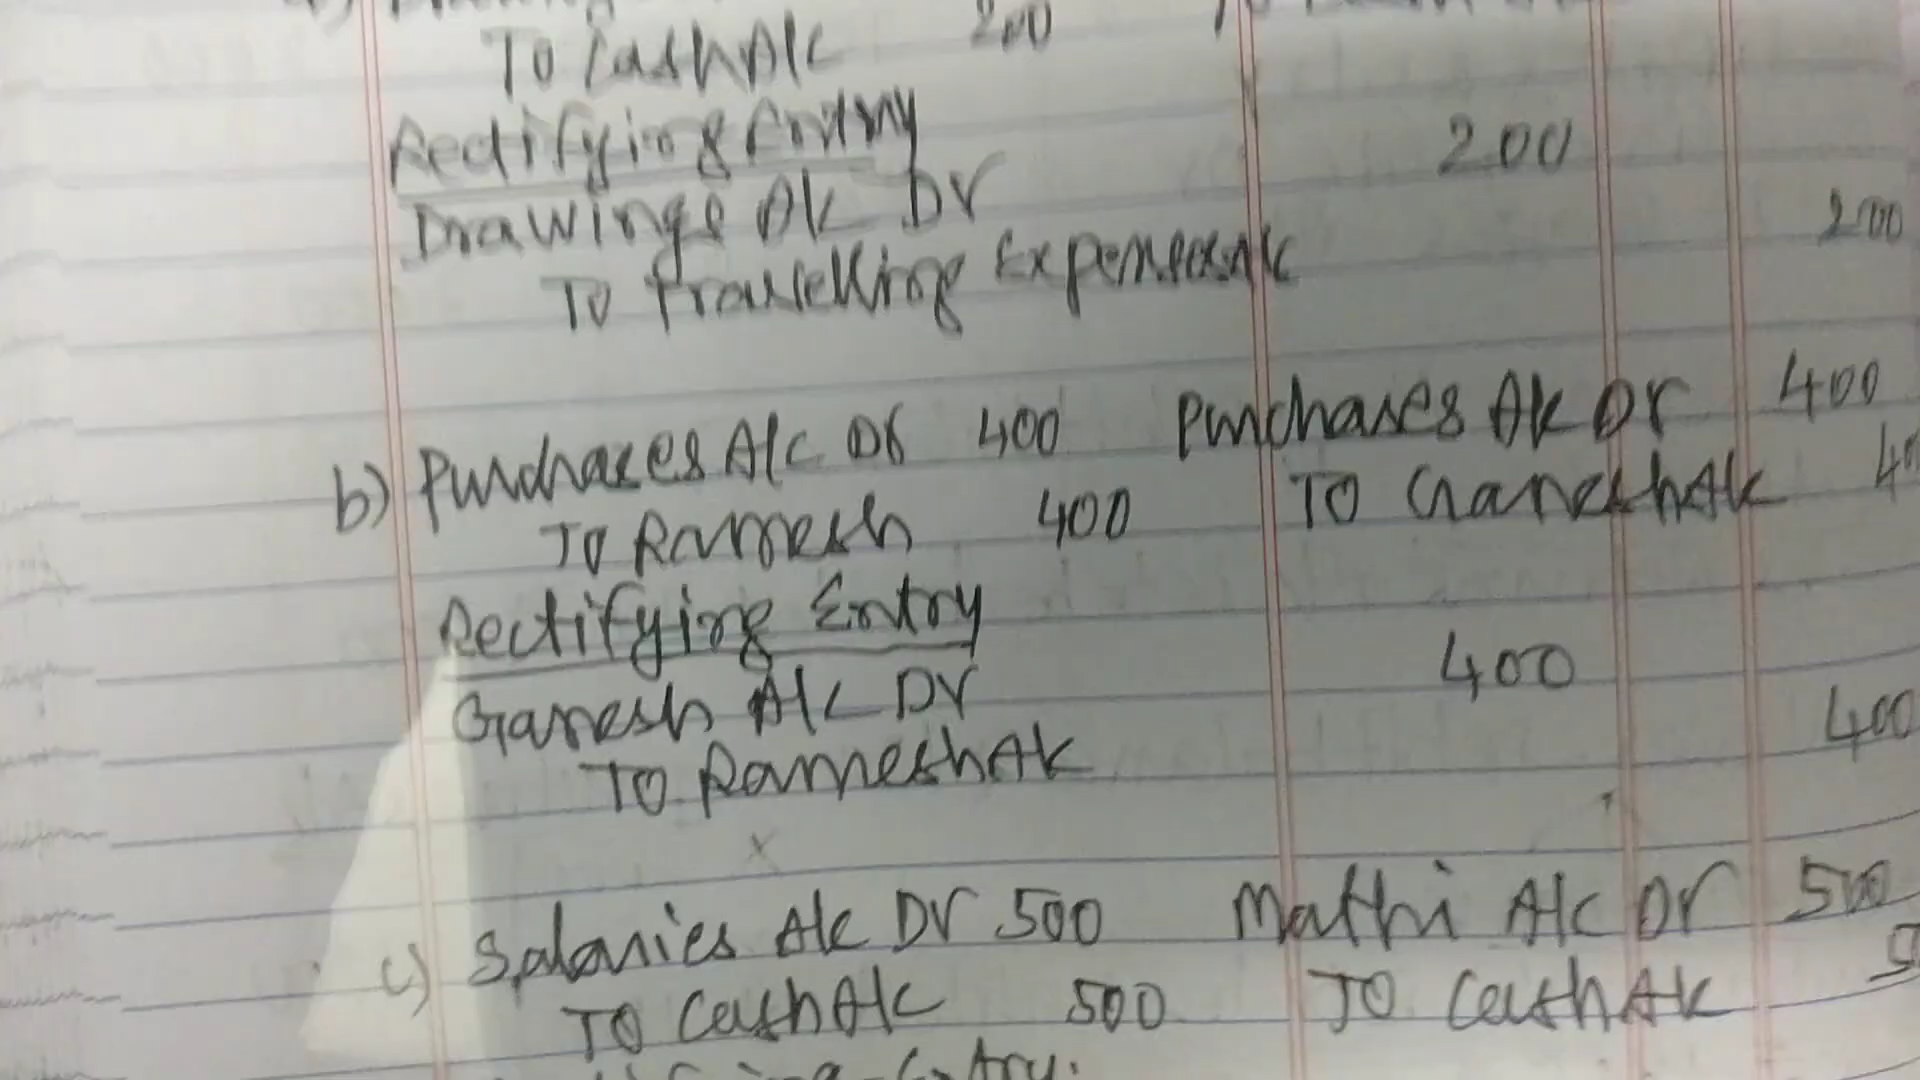 To Cash A/c 200
Rectifying Entry
Drawings A/c Dr 200
To Travelling Expenses A/c 200
b) Purchases A/c Dr 400 Purchases A/c Dr 400
To Ramesh 400 To Ganesh A/c
Rectifying Entry
Ganesh A/c Dr 400
To Ramesh A/c 400
c) Salaries A/c Dr 500 Mathi A/c Dr 500
To Cash A/c 500 To Cash A/c